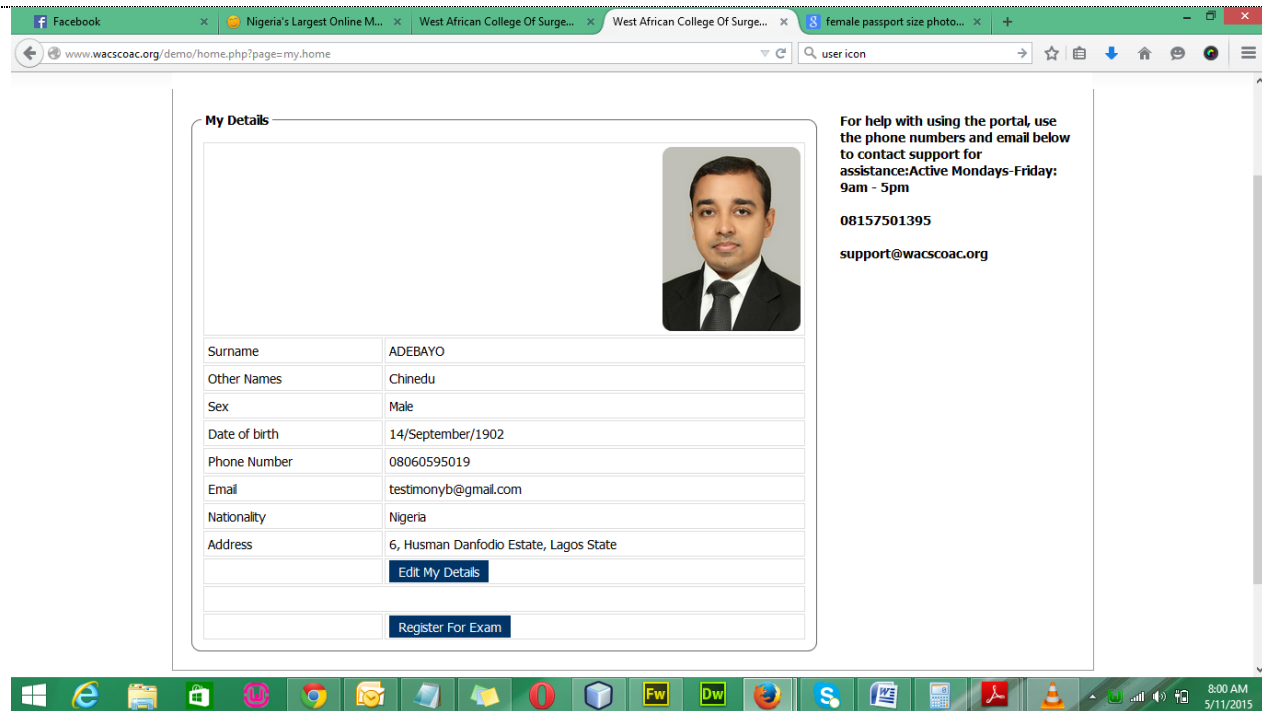 Facebook
Nigeria's Largest Online M...
West African College Of Surge...
West African College Of Surge...
female passport size photo...
www.wacscoac.org/demo/home.php?page=my.home
user icon
My Details
For help with using the portal, use
the phone numbers and email below
to contact support for
assistance:Active Mondays-Friday:
9am - 5pm
08157501395
support@wacscoac.org
Surname ADEBAYO
Other Names Chinedu
Sex Male
Date of birth 14/September/1902
Phone Number 08060595019
Email testimonyb@gmail.com
Nationality Nigeria
Address 6, Husman Danfodio Estate, Lagos State
Edit My Details
Register For Exam
Fw
Dw
8:00 AM
5/11/2015